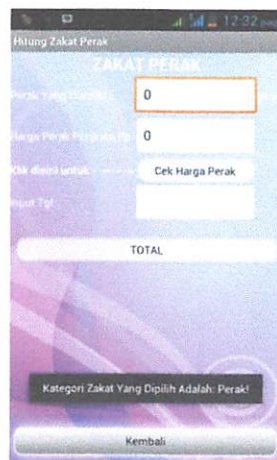 12:32
Hitung Zakat Perak
ZAKAT PERAK
Perak Yang Dimiliki
0
Harga Perak Pergram Rp
0
Klik disini untuk
Cek Harga Perak
Input Tgl
TOTAL
Kategori Zakat Yang Dipilih Adalah: Perak!
Kembali